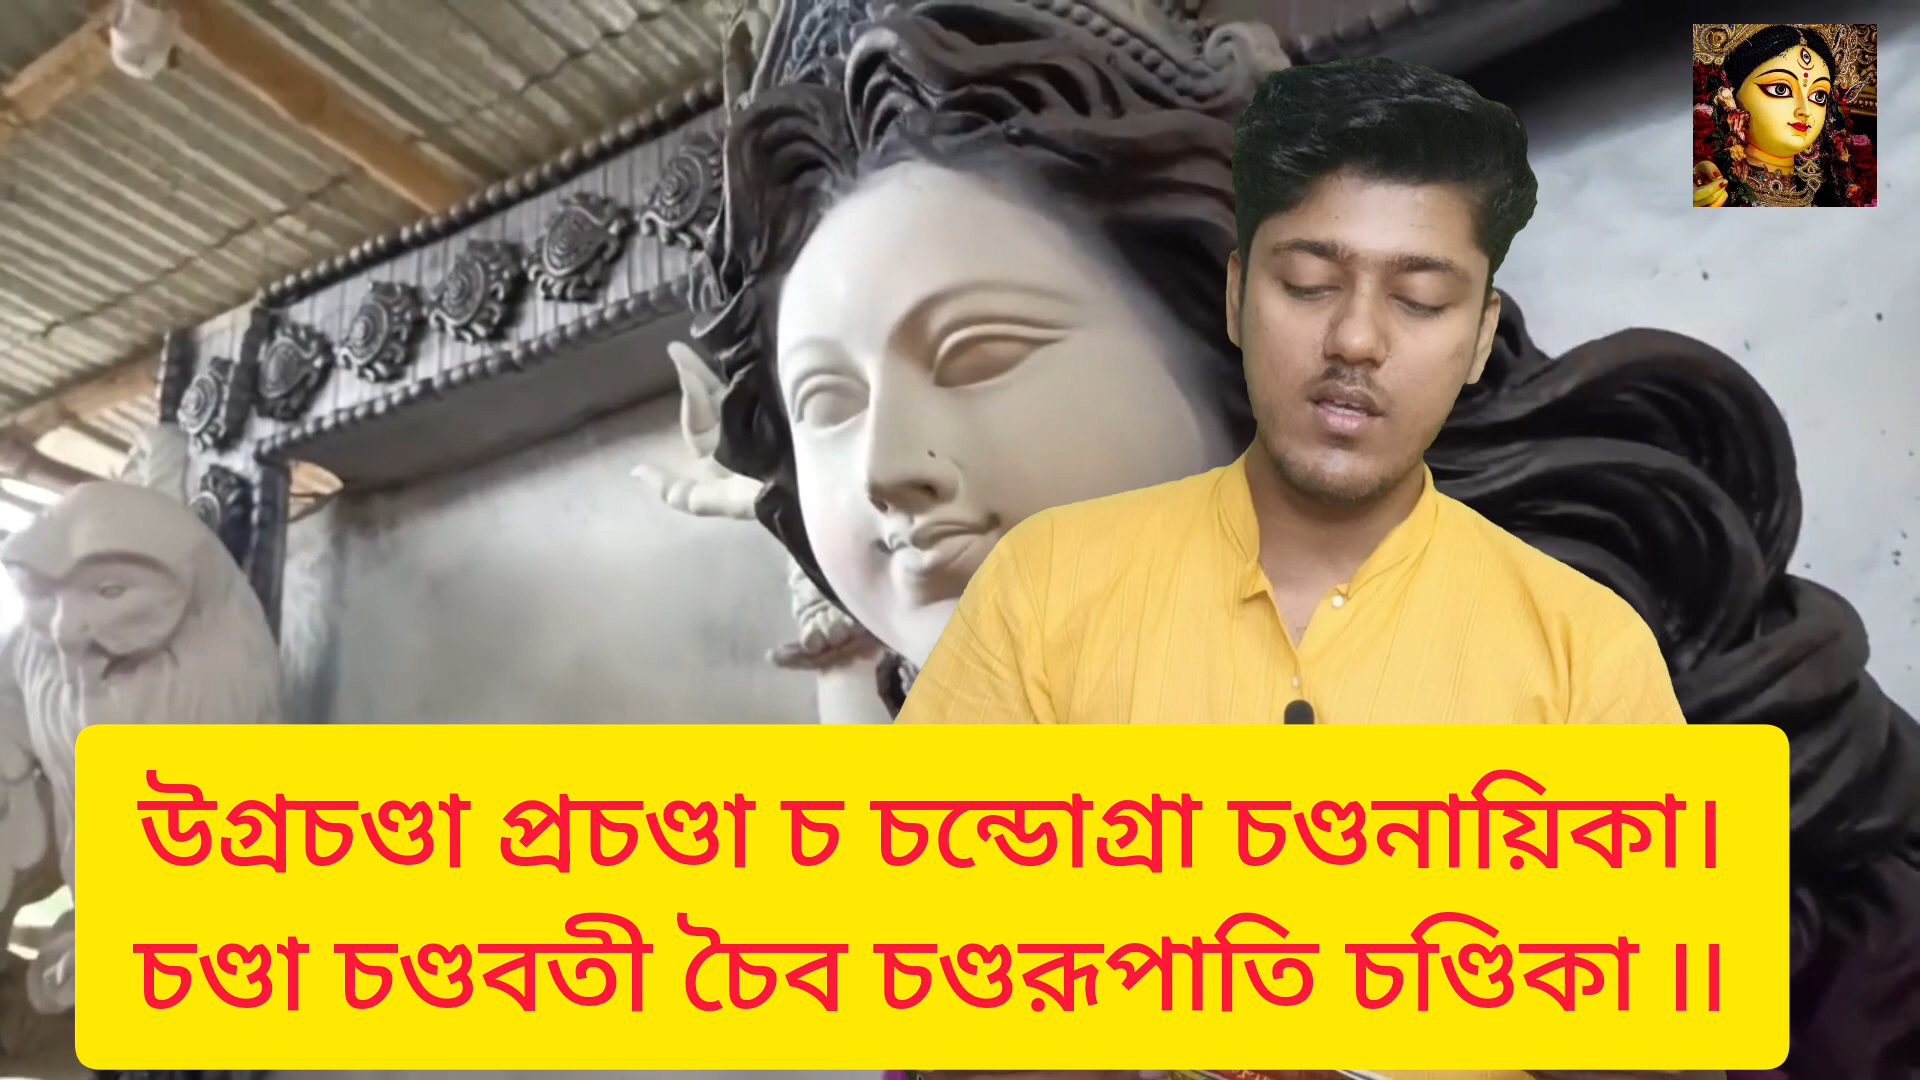 উগ্রচণ্ডা প্রচণ্ডা চ চন্ডোগ্রা চণ্ডনায়িকা।
চণ্ডা চণ্ডবতী চৈব চণ্ডরূপাতি চণ্ডিকা ।।